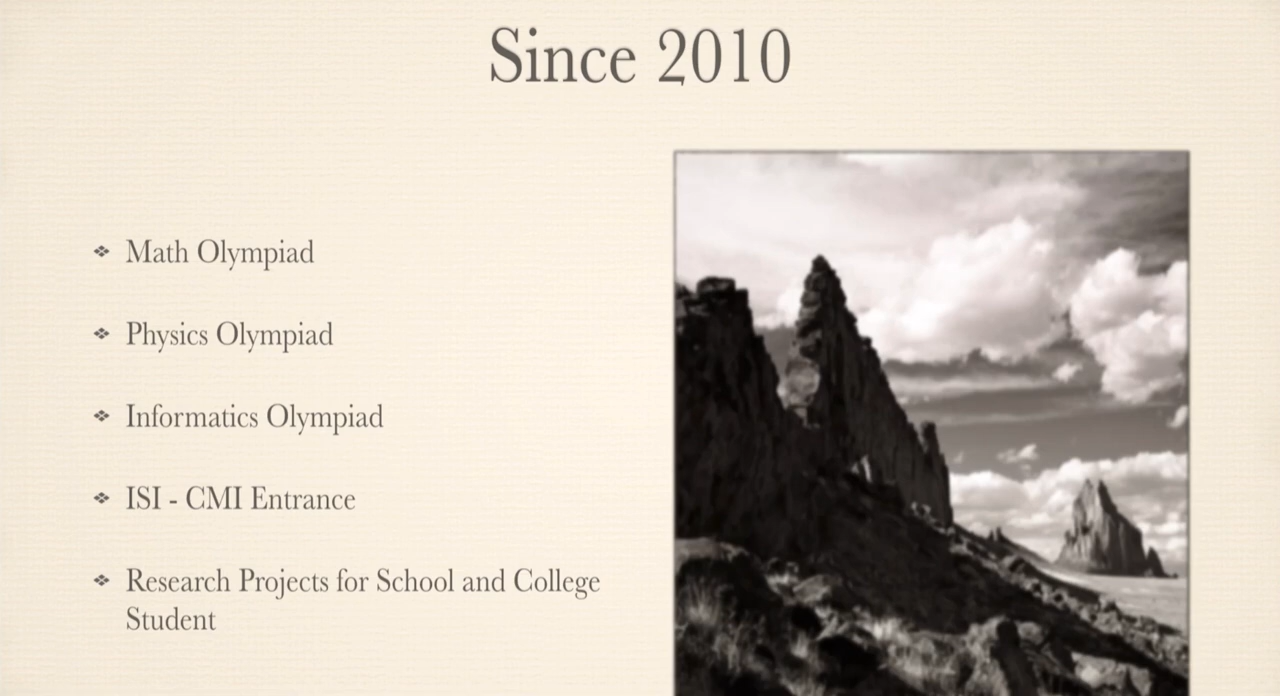 Since 2010
Math Olympiad
Physics Olympiad
Informatics Olympiad
ISI - CMI Entrance
Research Projects for School and College
Student